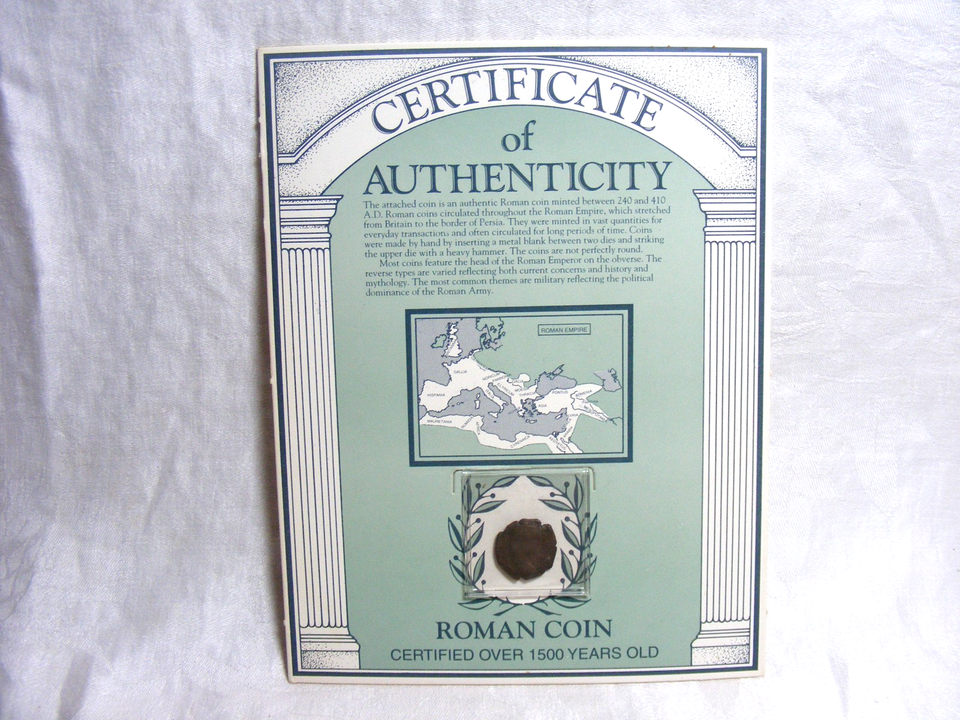 CERTIFICATE
of
AUTHENTICITY
The attached coin is an authentic Roman coin minted between 240 and 410
A.D. Roman coins circulated throughout the Roman Empire, which stretched
from Britain to the border of Persia. They were minted in vast quantities for
everyday transactions and often circulated for long periods of time. Coins
were made by hand by inserting a metal blank between two dies and striking
the upper die with a heavy hammer. The coins are not perfectly round.
Most coins feature the head of the Roman Emperor on the obverse. The
reverse types are varied reflecting both current concerns and history and
mythology. The most common themes are military reflecting the political
dominance of the Roman Army.
ROMAN EMPIRE
GALLIA
HISPANIA
MAURETANIA
ASIA
PONTUS
ROMAN COIN
CERTIFIED OVER 1500 YEARS OLD